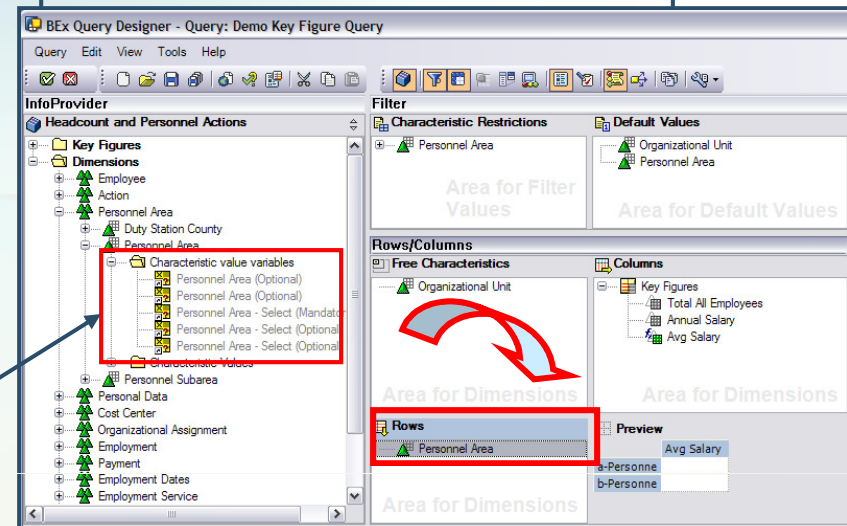 BEx Query Designer - Query: Demo Key Figure Query
Query Edit View Tools Help
InfoProvider
Headcount and Personnel Actions
Key Figures
Dimensions
Employee
Action
Personnel Area
Duty Station County
Personnel Area
Characteristic value variables
Personnel Area (Optional)
Personnel Area (Optional)
Personnel Area - Select (Mandator
Personnel Area - Select (Optional
Personnel Area - Select (Optional
Characteristic Values
Personnel Subarea
Personal Data
Cost Center
Organizational Assignment
Employment
Payment
Employment Dates
Employment Service
Filter
Characteristic Restrictions
Personnel Area
Area for Filter
Values
Default Values
Organizational Unit
Personnel Area
Area for Default Values
Rows/Columns
Free Characteristics
Organizational Unit
Area for Dimensions
Columns
Key Figures
Total All Employees
Annual Salary
Avg Salary
Area for Dimensions
Rows
Personnel Area
Area for Dimensions
Preview
Avg Salary
a-Personne
b-Personne